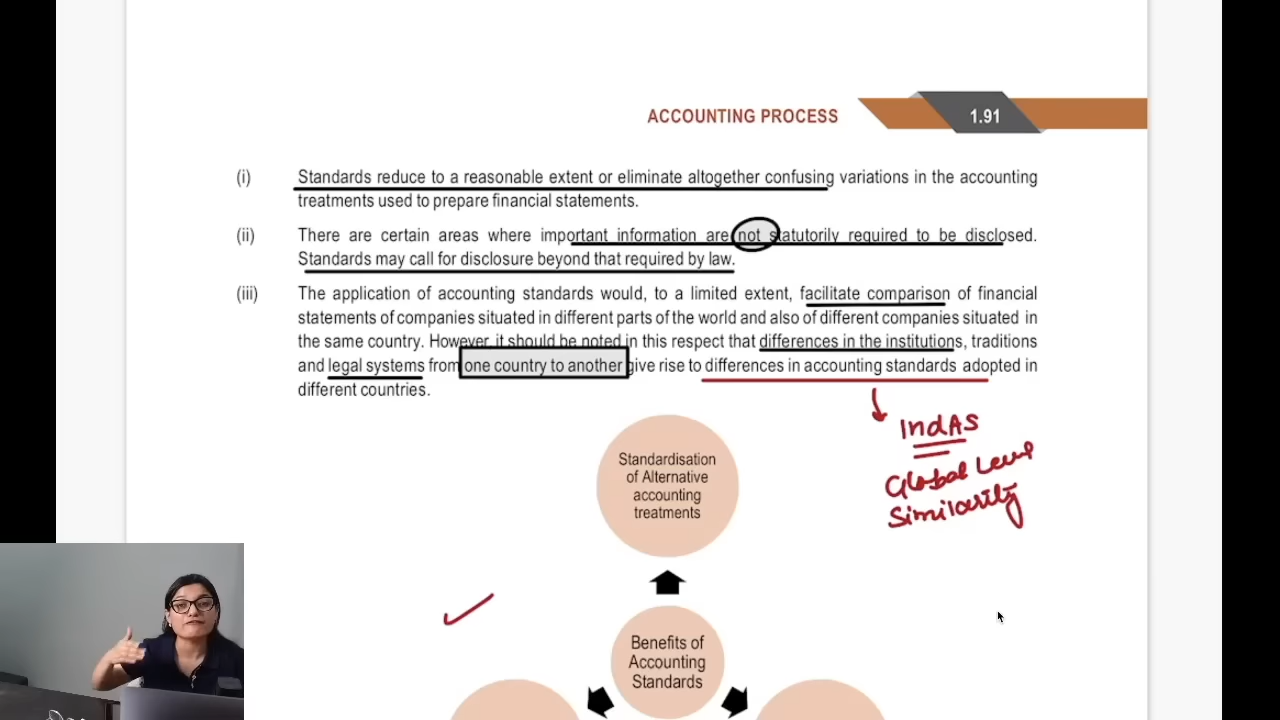 ACCOUNTING PROCESS 1.91
(i) Standards reduce to a reasonable extent or eliminate altogether confusing variations in the accounting
treatments used to prepare financial statements.
(ii) There are certain areas where important information are not statutorily required to be disclosed.
Standards may call for disclosure beyond that required by law.
(iii) The application of accounting standards would, to a limited extent, facilitate comparison of financial
statements of companies situated in different parts of the world and also of different companies situated in
the same country. However, it should be noted in this respect that differences in the institutions, traditions
and legal systems from one country to another give rise to differences in accounting standards adopted in
different countries.
IndAS
Global Level
Similarity
Standardisation
of Alternative
accounting
treatments
Benefits of
Accounting
Standards